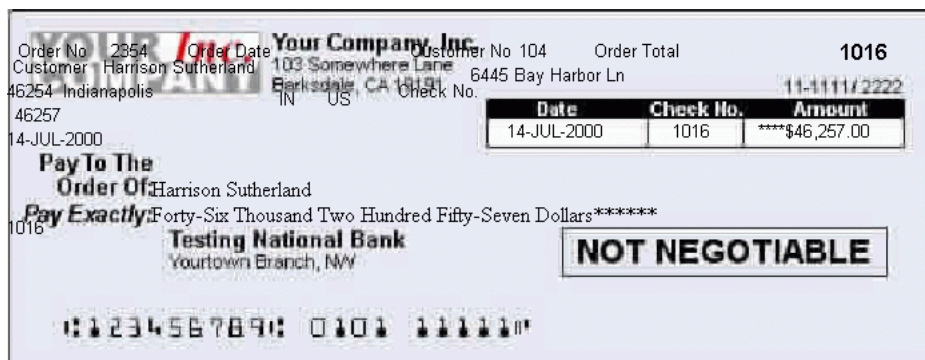 YOUR Inc.
Order No 2354 Order Date Customer No 104 Order Total
Your Company, Inc.
1016
Customer Harrison Sutherland
103 Somewhere Lane
6445 Bay Harbor Ln
46254 Indianapolis
Barksdale, CA 19191
IN US Check No.
11-1111/2222
46257
Date Check No. Amount
14-JUL-2000 1016 ****$46,257.00
14-JUL-2000
Pay To The
Order Of: Harrison Sutherland
Pay Exactly: Forty-Six Thousand Two Hundred Fifty-Seven Dollars******
1016
Testing National Bank
Yourtown Branch, NW
NOT NEGOTIABLE
⑆123456789⑆ 0101 11111⑈